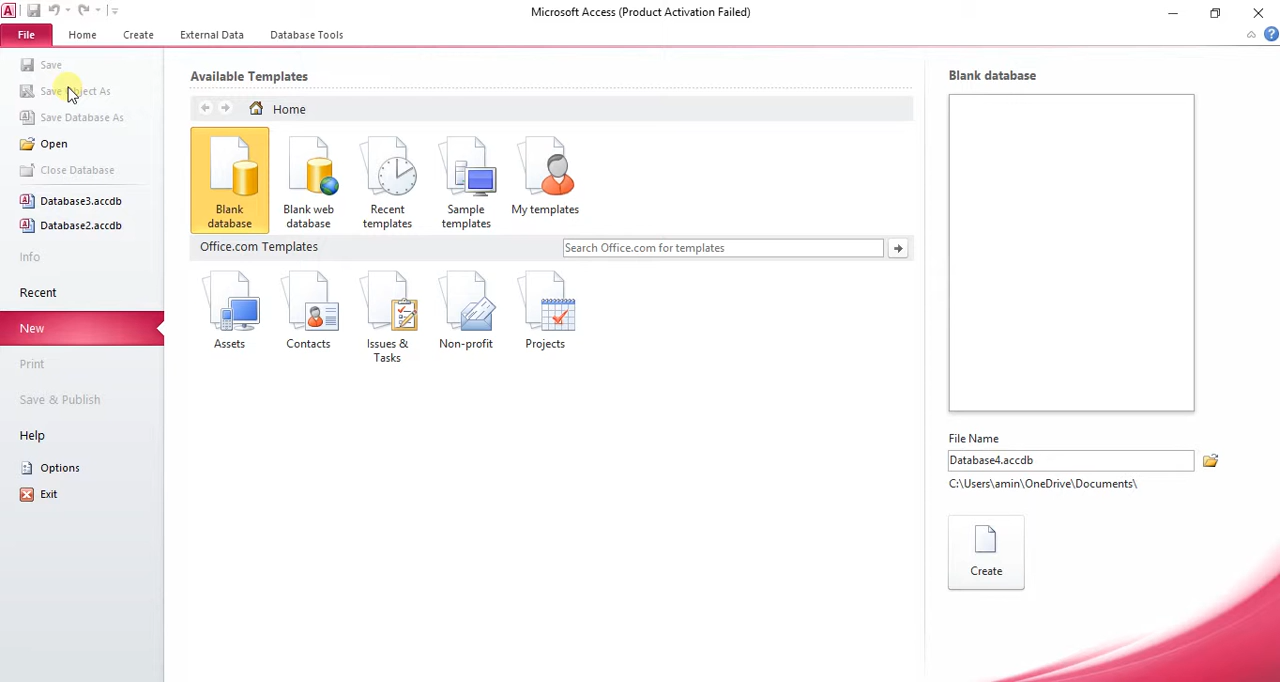 Microsoft Access (Product Activation Failed)
File Home Create External Data Database Tools
Save
Save Object As
Save Database As
Open
Close Database
Database3.accdb
Database2.accdb
Info
Recent
New
Print
Save & Publish
Help
Options
Exit
Available Templates
Home
Blank database
Blank web database
Recent templates
Sample templates
My templates
Office.com Templates
Search Office.com for templates
Assets
Contacts
Issues & Tasks
Non-profit
Projects
Blank database
File Name
Database4.accdb
C:\Users\amin\OneDrive\Documents\
Create